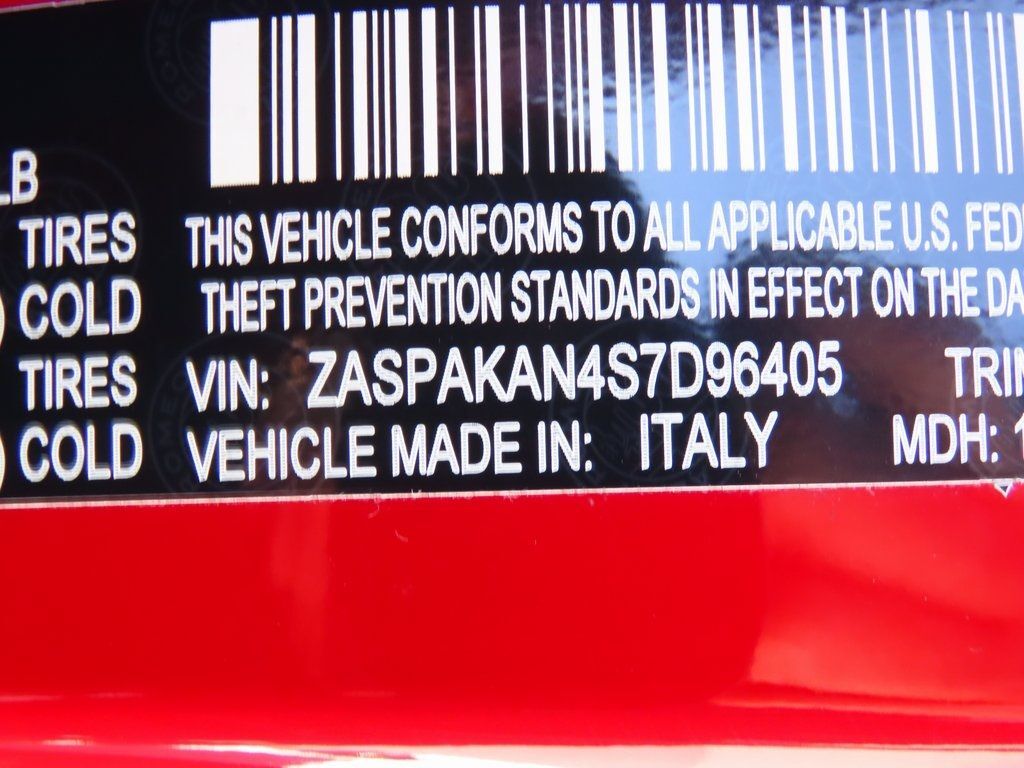 LB
TIRES
COLD
TIRES
COLD
THIS VEHICLE CONFORMS TO ALL APPLICABLE U.S. FED
THEFT PREVENTION STANDARDS IN EFFECT ON THE DA
VIN: ZASPAKAN4S7D96405 TRIM
VEHICLE MADE IN: ITALY MDH: 1